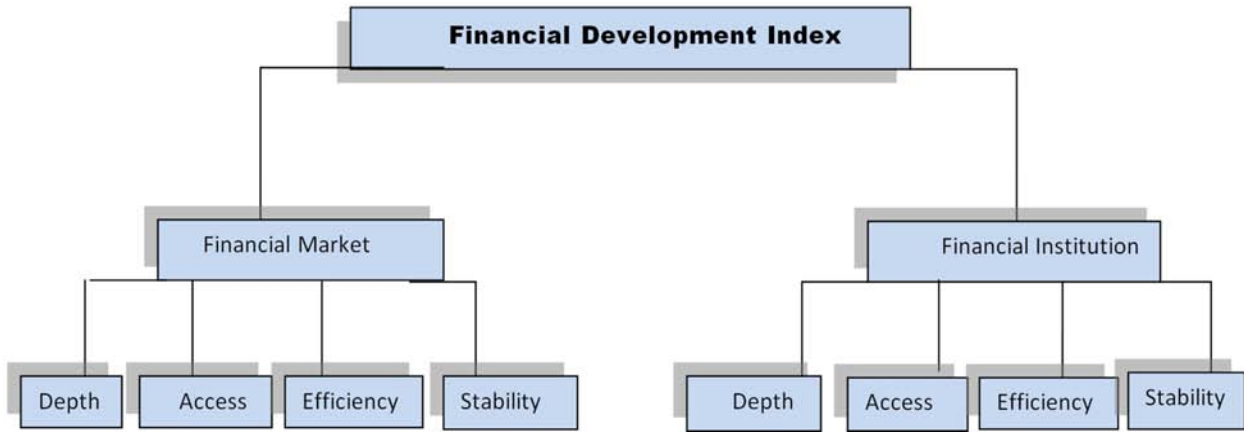 Financial Development Index
Financial Market
Financial Institution
Depth
Access
Efficiency
Stability
Depth
Access
Efficiency
Stability